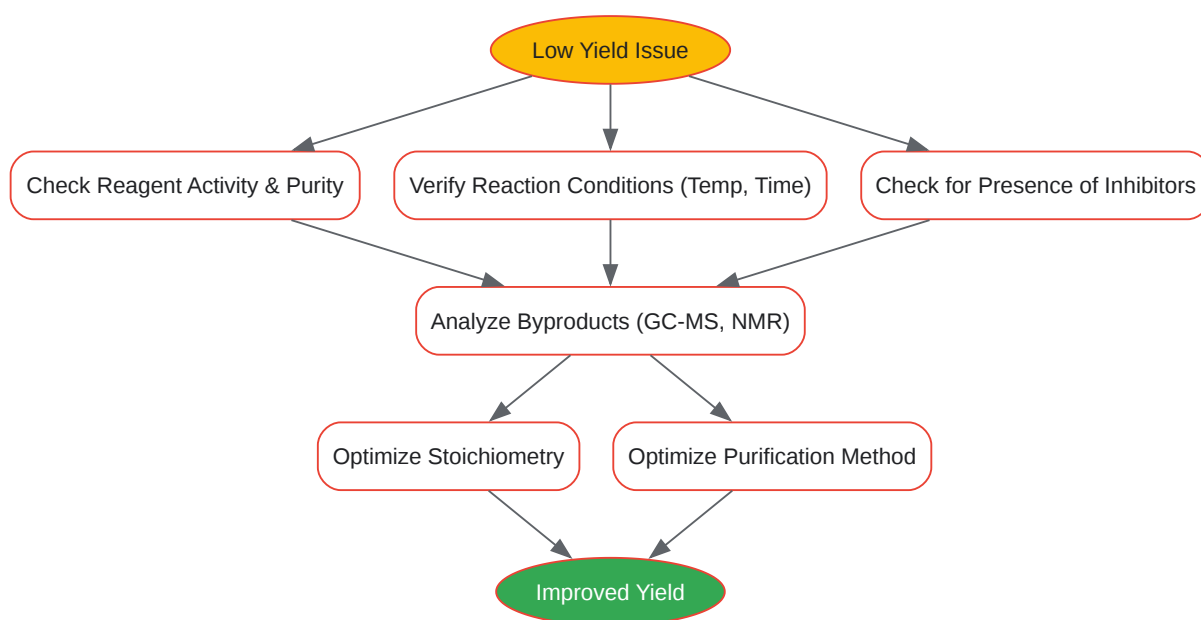 Low Yield Issue
Check Reagent Activity & Purity
Verify Reaction Conditions (Temp, Time)
Check for Presence of Inhibitors
Analyze Byproducts (GC-MS, NMR)
Optimize Stoichiometry
Optimize Purification Method
Improved Yield